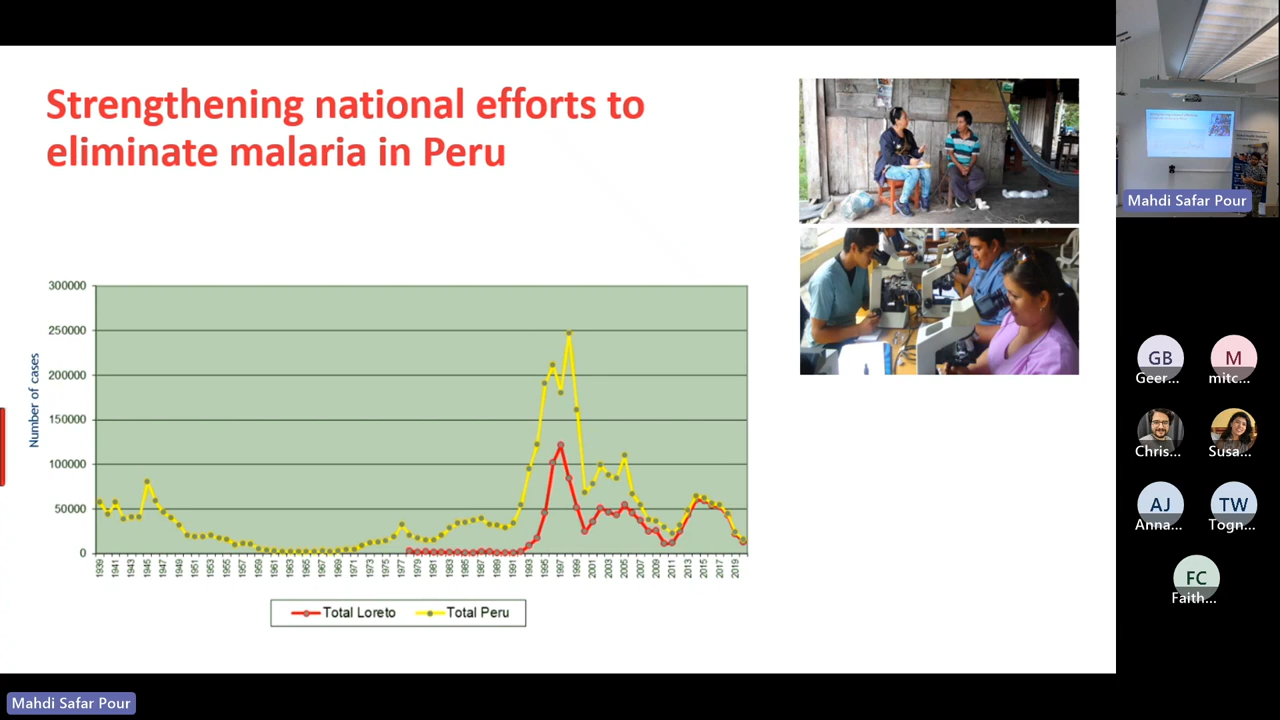 Strengthening national efforts to
eliminate malaria in Peru
Number of cases
300000
250000
200000
150000
100000
50000
0
1939
1941
1943
1945
1947
1949
1951
1953
1955
1957
1959
1961
1963
1965
1967
1969
1971
1973
1975
1977
1979
1981
1983
1985
1987
1989
1991
1993
1995
1997
1999
2001
2003
2005
2007
2009
2011
2013
2015
2017
2019
Total Loreto
Total Peru
Mahdi Safar Pour
GB
M
Geer...
mitc...
Chris...
Susa...
AJ
TW
Anna...
Togn...
FC
Faith...
Mahdi Safar Pour